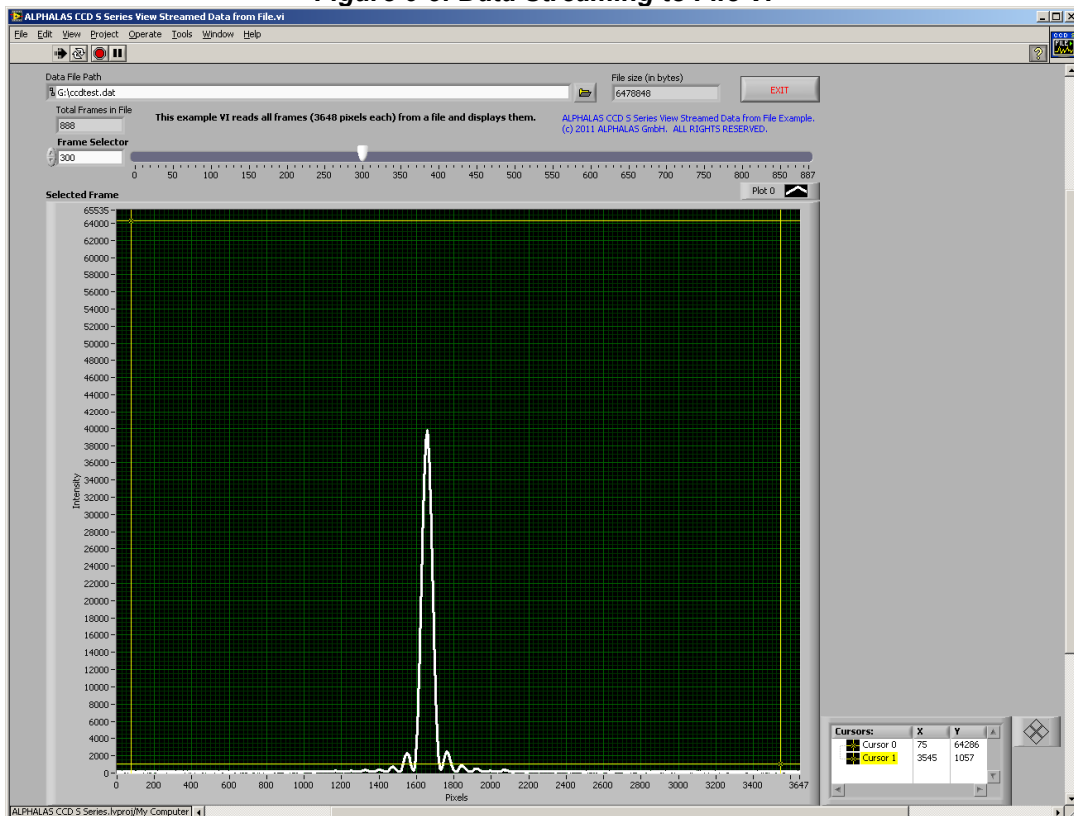 ALPHALAS CCD S Series View Streamed Data from File.vi
File Edit View Project Operate Tools Window Help
Data File Path
G:\ccdtest.dat
File size (in bytes)
6478848
EXIT
Total Frames in File
888
This example VI reads all frames (3648 pixels each) from a file and displays them.
ALPHALAS CCD S Series View Streamed Data from File Example.
(c) 2011 ALPHALAS GmbH. ALL RIGHTS RESERVED.
Frame Selector
300
0 50 100 150 200 250 300 350 400 450 500 550 600 650 700 750 800 850 887
Selected Frame
Plot 0
65535
64000
62000
60000
58000
56000
54000
52000
50000
48000
46000
44000
42000
40000
38000
36000
34000
32000
30000
28000
26000
24000
22000
20000
18000
16000
14000
12000
10000
8000
6000
4000
2000
0
Intensity
0 200 400 600 800 1000 1200 1400 1600 1800 2000 2200 2400 2600 2800 3000 3200 3400 3647
Pixels
Cursors: X Y
Cursor 0 75 64286
Cursor 1 3545 1057
ALPHALAS CCD S Series.lvproj/My Computer